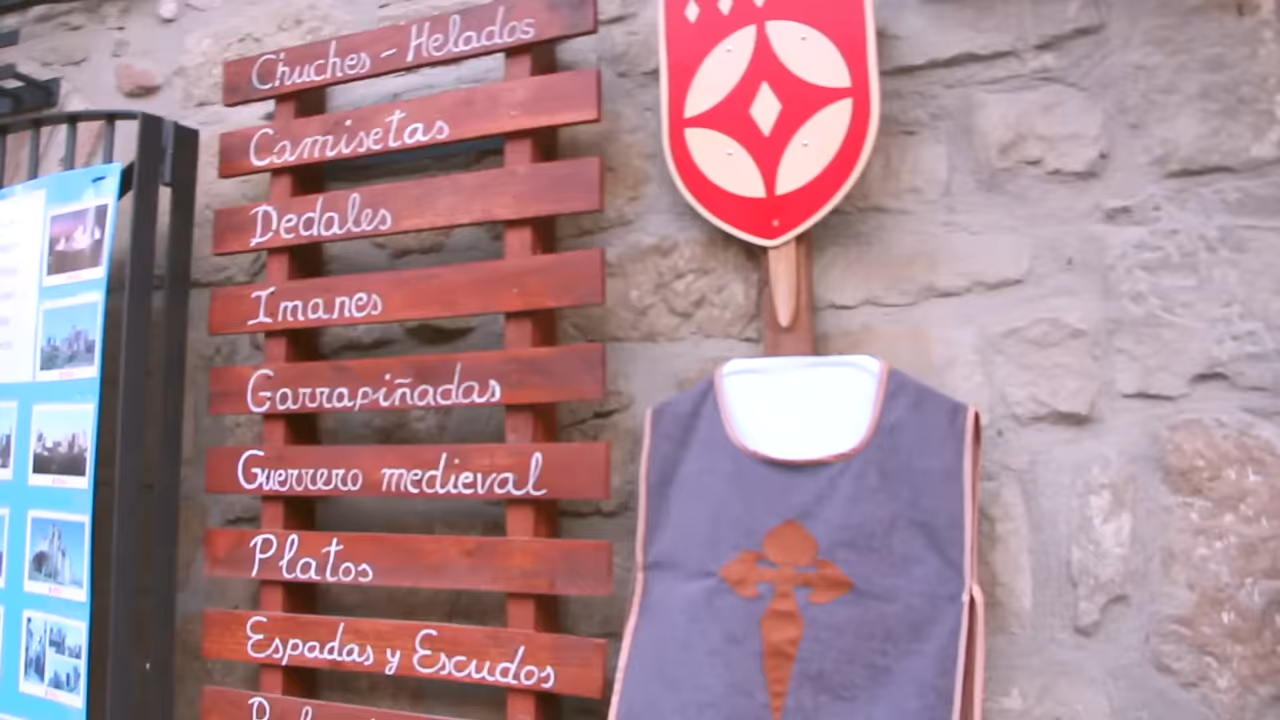 Chuches - Helados
Camisetas
Dedales
Imanes
Garrapiñadas
Guerrero medieval
Platos
Espadas y Escudos